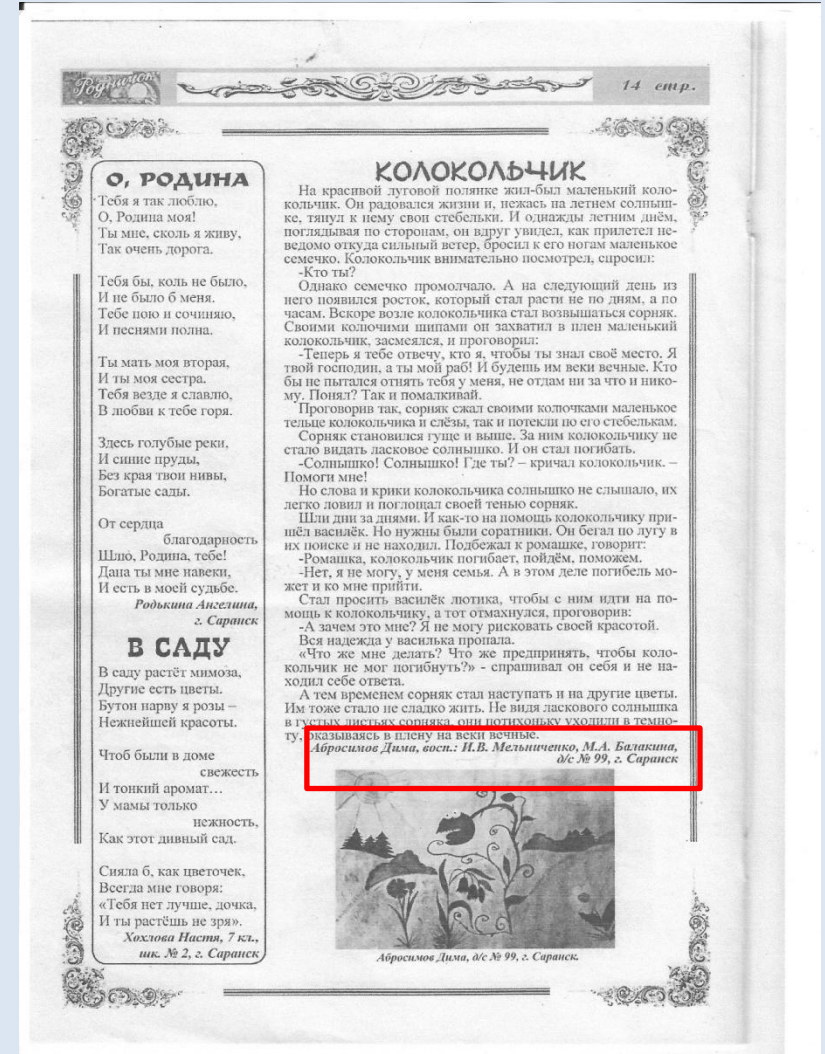 Родничок
14 стр.
О, РОДИНА
Тебя я так люблю,
О, Родина моя!
Ты мне, сколь я живу,
Так очень дорога.
Тебя бы, коль не было,
И не было б меня.
Тебе пою и сочиняю,
И песнями полна.
Ты мать моя вторая,
И ты моя сестра.
Тебя везде я славлю,
В любви к тебе горя.
Здесь голубые реки,
И синие пруды,
Без края твои нивы,
Богатые сады.
От сердца
благодарность
Шлю, Родина, тебе!
Дана ты мне навеки,
И есть в моей судьбе.
Родькина Ангелина,
г. Саранск
В САДУ
В саду растёт мимоза,
Другие есть цветы.
Бутон нарву я розы –
Нежнейшей красоты.
Чтоб были в доме
свежесть
И тонкий аромат...
У мамы только
нежность,
Как этот дивный сад.
Сияла б, как цветочек,
Всегда мне говоря:
«Тебя нет лучше, дочка,
И ты растёшь не зря».
Хохлова Настя, 7 кл.,
шк. № 2, г. Саранск
КОЛОКОЛЬЧИК
На красивой луговой полянке жил-был маленький коло-
кольчик. Он радовался жизни и, нежась на летнем солныш-
ке, тянул к нему свои стебельки. И однажды летним днём,
поглядывая по сторонам, он вдруг увидел, как прилетел не-
ведомо откуда сильный ветер, бросил к его ногам маленькое
семечко. Колокольчик внимательно посмотрел, спросил:
-Кто ты?
Однако семечко промолчало. А на следующий день из
него появился росток, который стал расти не по дням, а по
часам. Вскоре возле колокольчика стал возвышаться сорняк.
Своими колючими шипами он захватил в плен маленький
колокольчик, засмеялся, и проговорил:
-Теперь я тебе отвечу, кто я, чтобы ты знал своё место. Я
твой господин, а ты мой раб! И будешь им веки вечные. Кто
бы не пытался отнять тебя у меня, не отдам ни за что и нико-
му. Понял? Так и помалкивай.
Проговорив так, сорняк сжал своими колючками маленькое
тельце колокольчика и слёзы, так и потекли по его стебелькам.
Сорняк становился гуще и выше. За ним колокольчику не
стало видать ласковое солнышко. И он стал погибать.
-Солнышко! Солнышко! Где ты? – кричал колокольчик. –
Помоги мне!
Но слова и крики колокольчика солнышко не слышало, их
легко ловил и поглощал своей тенью сорняк.
Шли дни за днями. И как-то на помощь колокольчику при-
шёл василёк. Но нужны были соратники. Он бегал по лугу в
их поиске и не находил. Подбежал к ромашке, говорит:
-Ромашка, колокольчик погибает, пойдём, поможем.
-Нет, я не могу, у меня семья. А в этом деле погибель мо-
жет и ко мне прийти.
Стал просить василёк лютика, чтобы с ним идти на по-
мощь к колокольчику, а тот отмахнулся, проговорив:
-А зачем это мне? Я не могу рисковать своей красотой.
Вся надежда у василька пропала.
«Что же мне делать? Что же предпринять, чтобы коло-
кольчик не мог погибнуть?» - спрашивал он себя и не на-
ходил себе ответа.
А тем временем сорняк стал наступать и на другие цветы.
Им тоже стало не сладко жить. Не видя ласкового солнышка
в густых листьях сорняка, они потихоньку уходили в темно-
ту, оказываясь в плену на веки вечные.
Абросимов Дима, восп.: И.В. Мельниченко, М.А. Балакина,
д/с № 99, г. Саранск
Абросимов Дима, д/с № 99, г. Саранск.